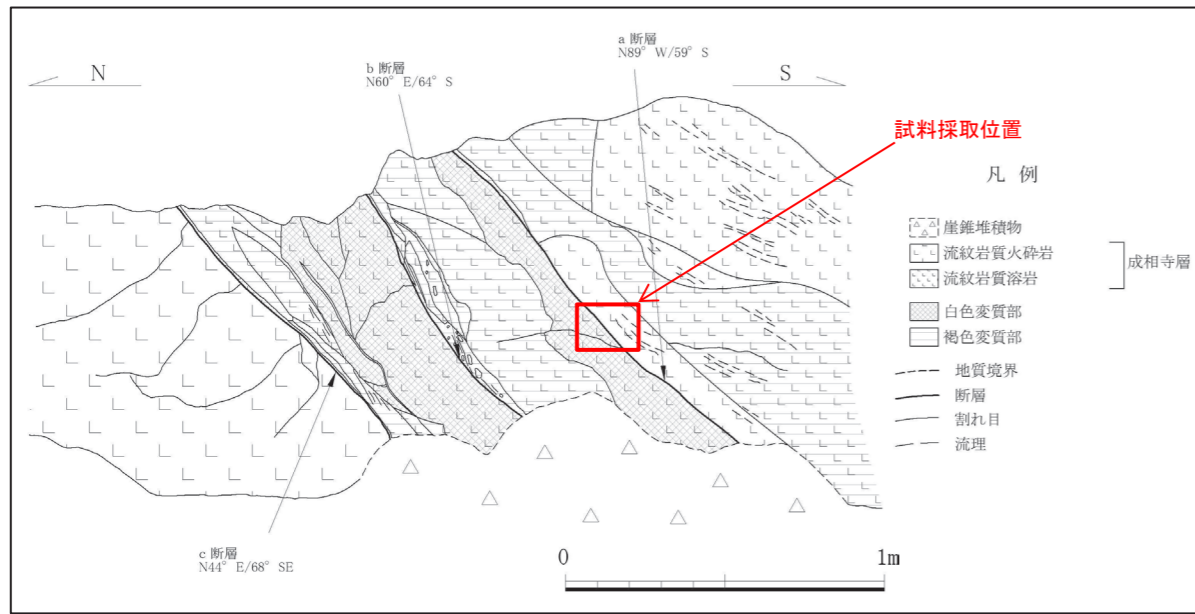 a 断層
N89° W/59° S
b 断層
N60° E/64° S
N
S
試料採取位置
凡 例
崖錐堆積物
流紋岩質火砕岩
流紋岩質溶岩
成相寺層
白色変質部
褐色変質部
地質境界
断層
割れ目
流理
c 断層
N44° E/68° SE
0
1m